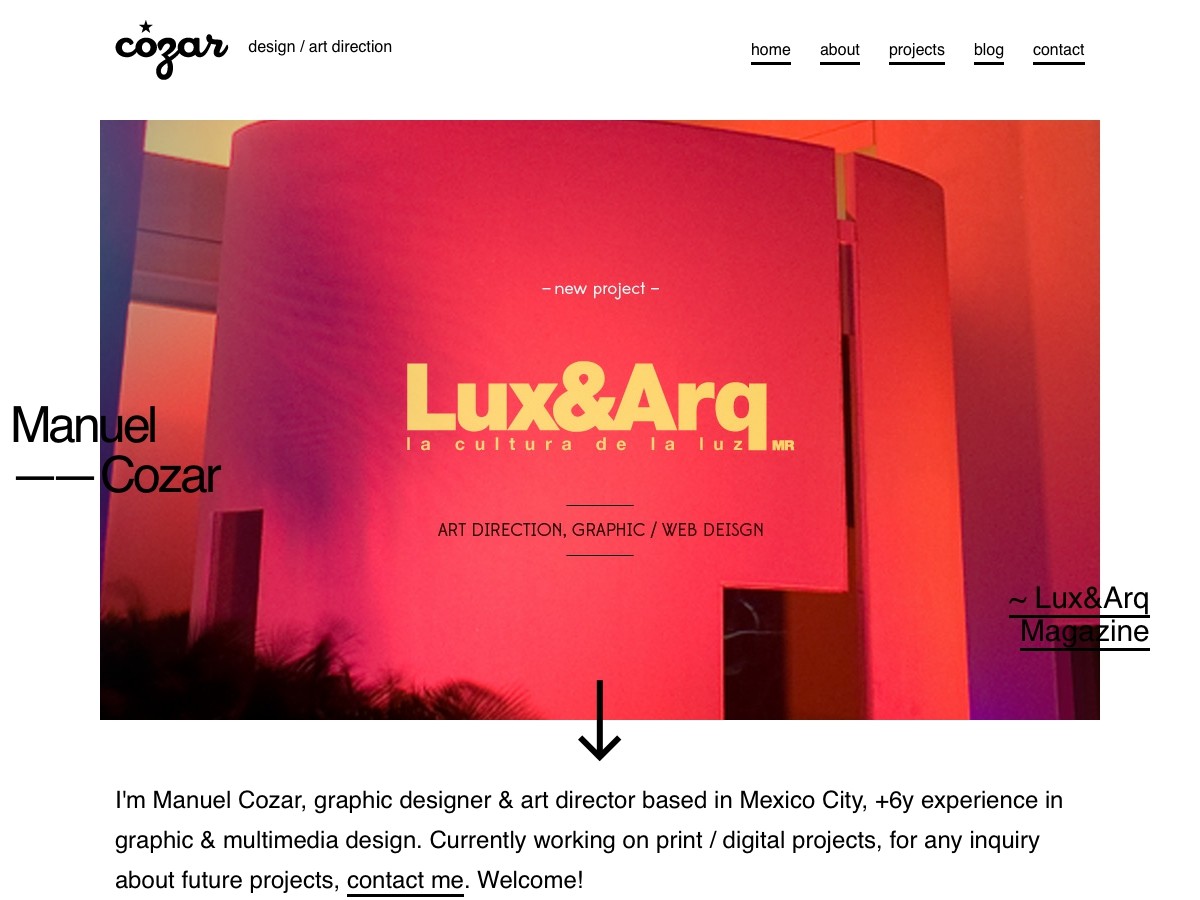 cózar
design / art direction
home about projects blog contact
– new project –
Lux&Arq
la cultura de la luz MR
Manuel
—— Cozar
ART DIRECTION, GRAPHIC / WEB DEISGN
~ Lux&Arq
Magazine
I'm Manuel Cozar, graphic designer & art director based in Mexico City, +6y experience in
graphic & multimedia design. Currently working on print / digital projects, for any inquiry
about future projects, contact me. Welcome!